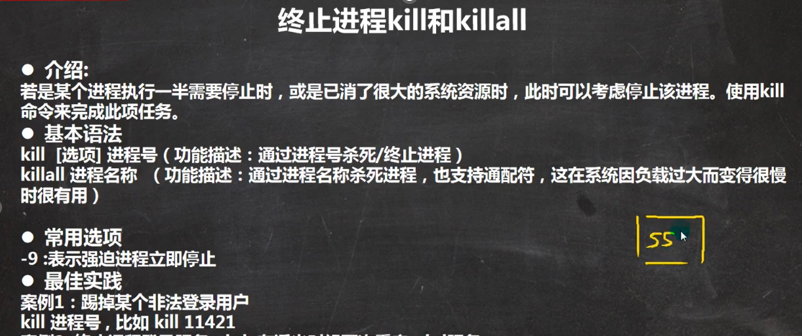 终止进程kill和killall
● 介绍:
若是某个进程执行一半需要停止时，或是已消了很大的系统资源时，此时可以考虑停止该进程。使用kill
命令来完成此项任务。
● 基本语法
kill [选项] 进程号（功能描述：通过进程号杀死/终止进程）
killall 进程名称 （功能描述：通过进程名称杀死进程，也支持通配符，这在系统因负载过大而变得很慢
时很有用）
55
● 常用选项
-9 :表示强迫进程立即停止
● 最佳实践
案例1：踢掉某个非法登录用户
kill 进程号 , 比如 kill 11421